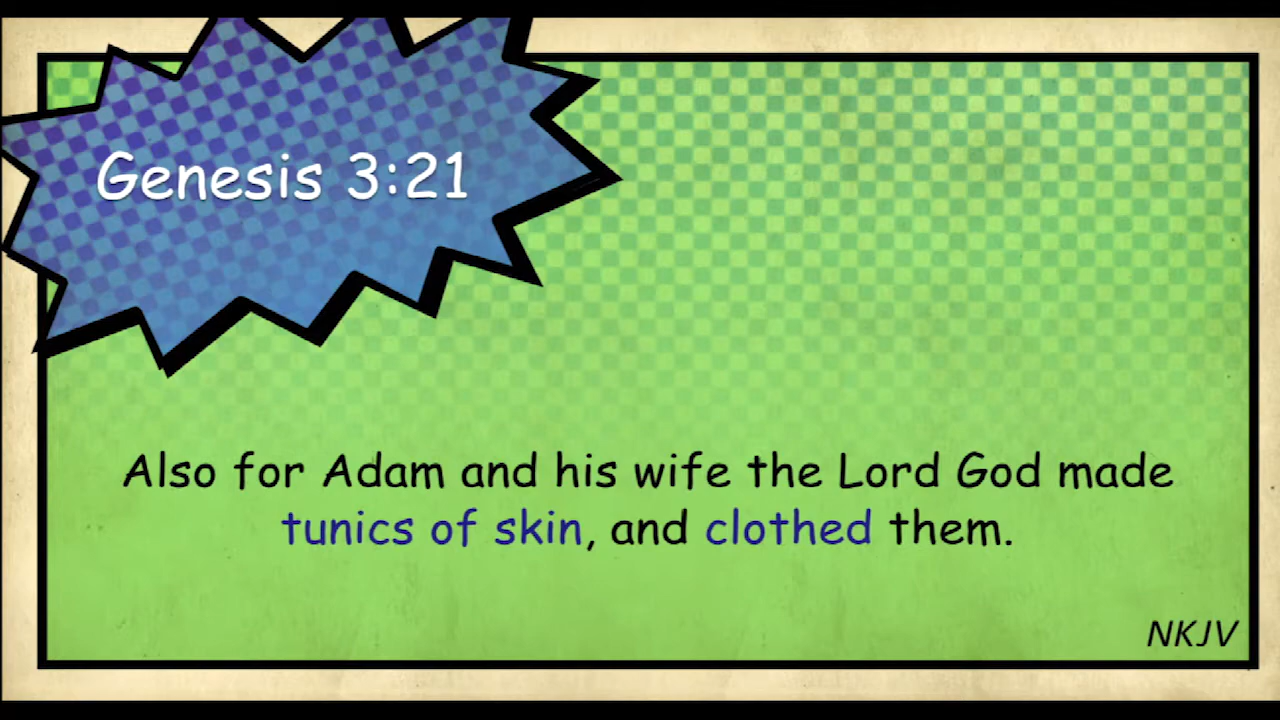 Genesis 3:21
Also for Adam and his wife the Lord God made
tunics of skin, and clothed them.
NKJV